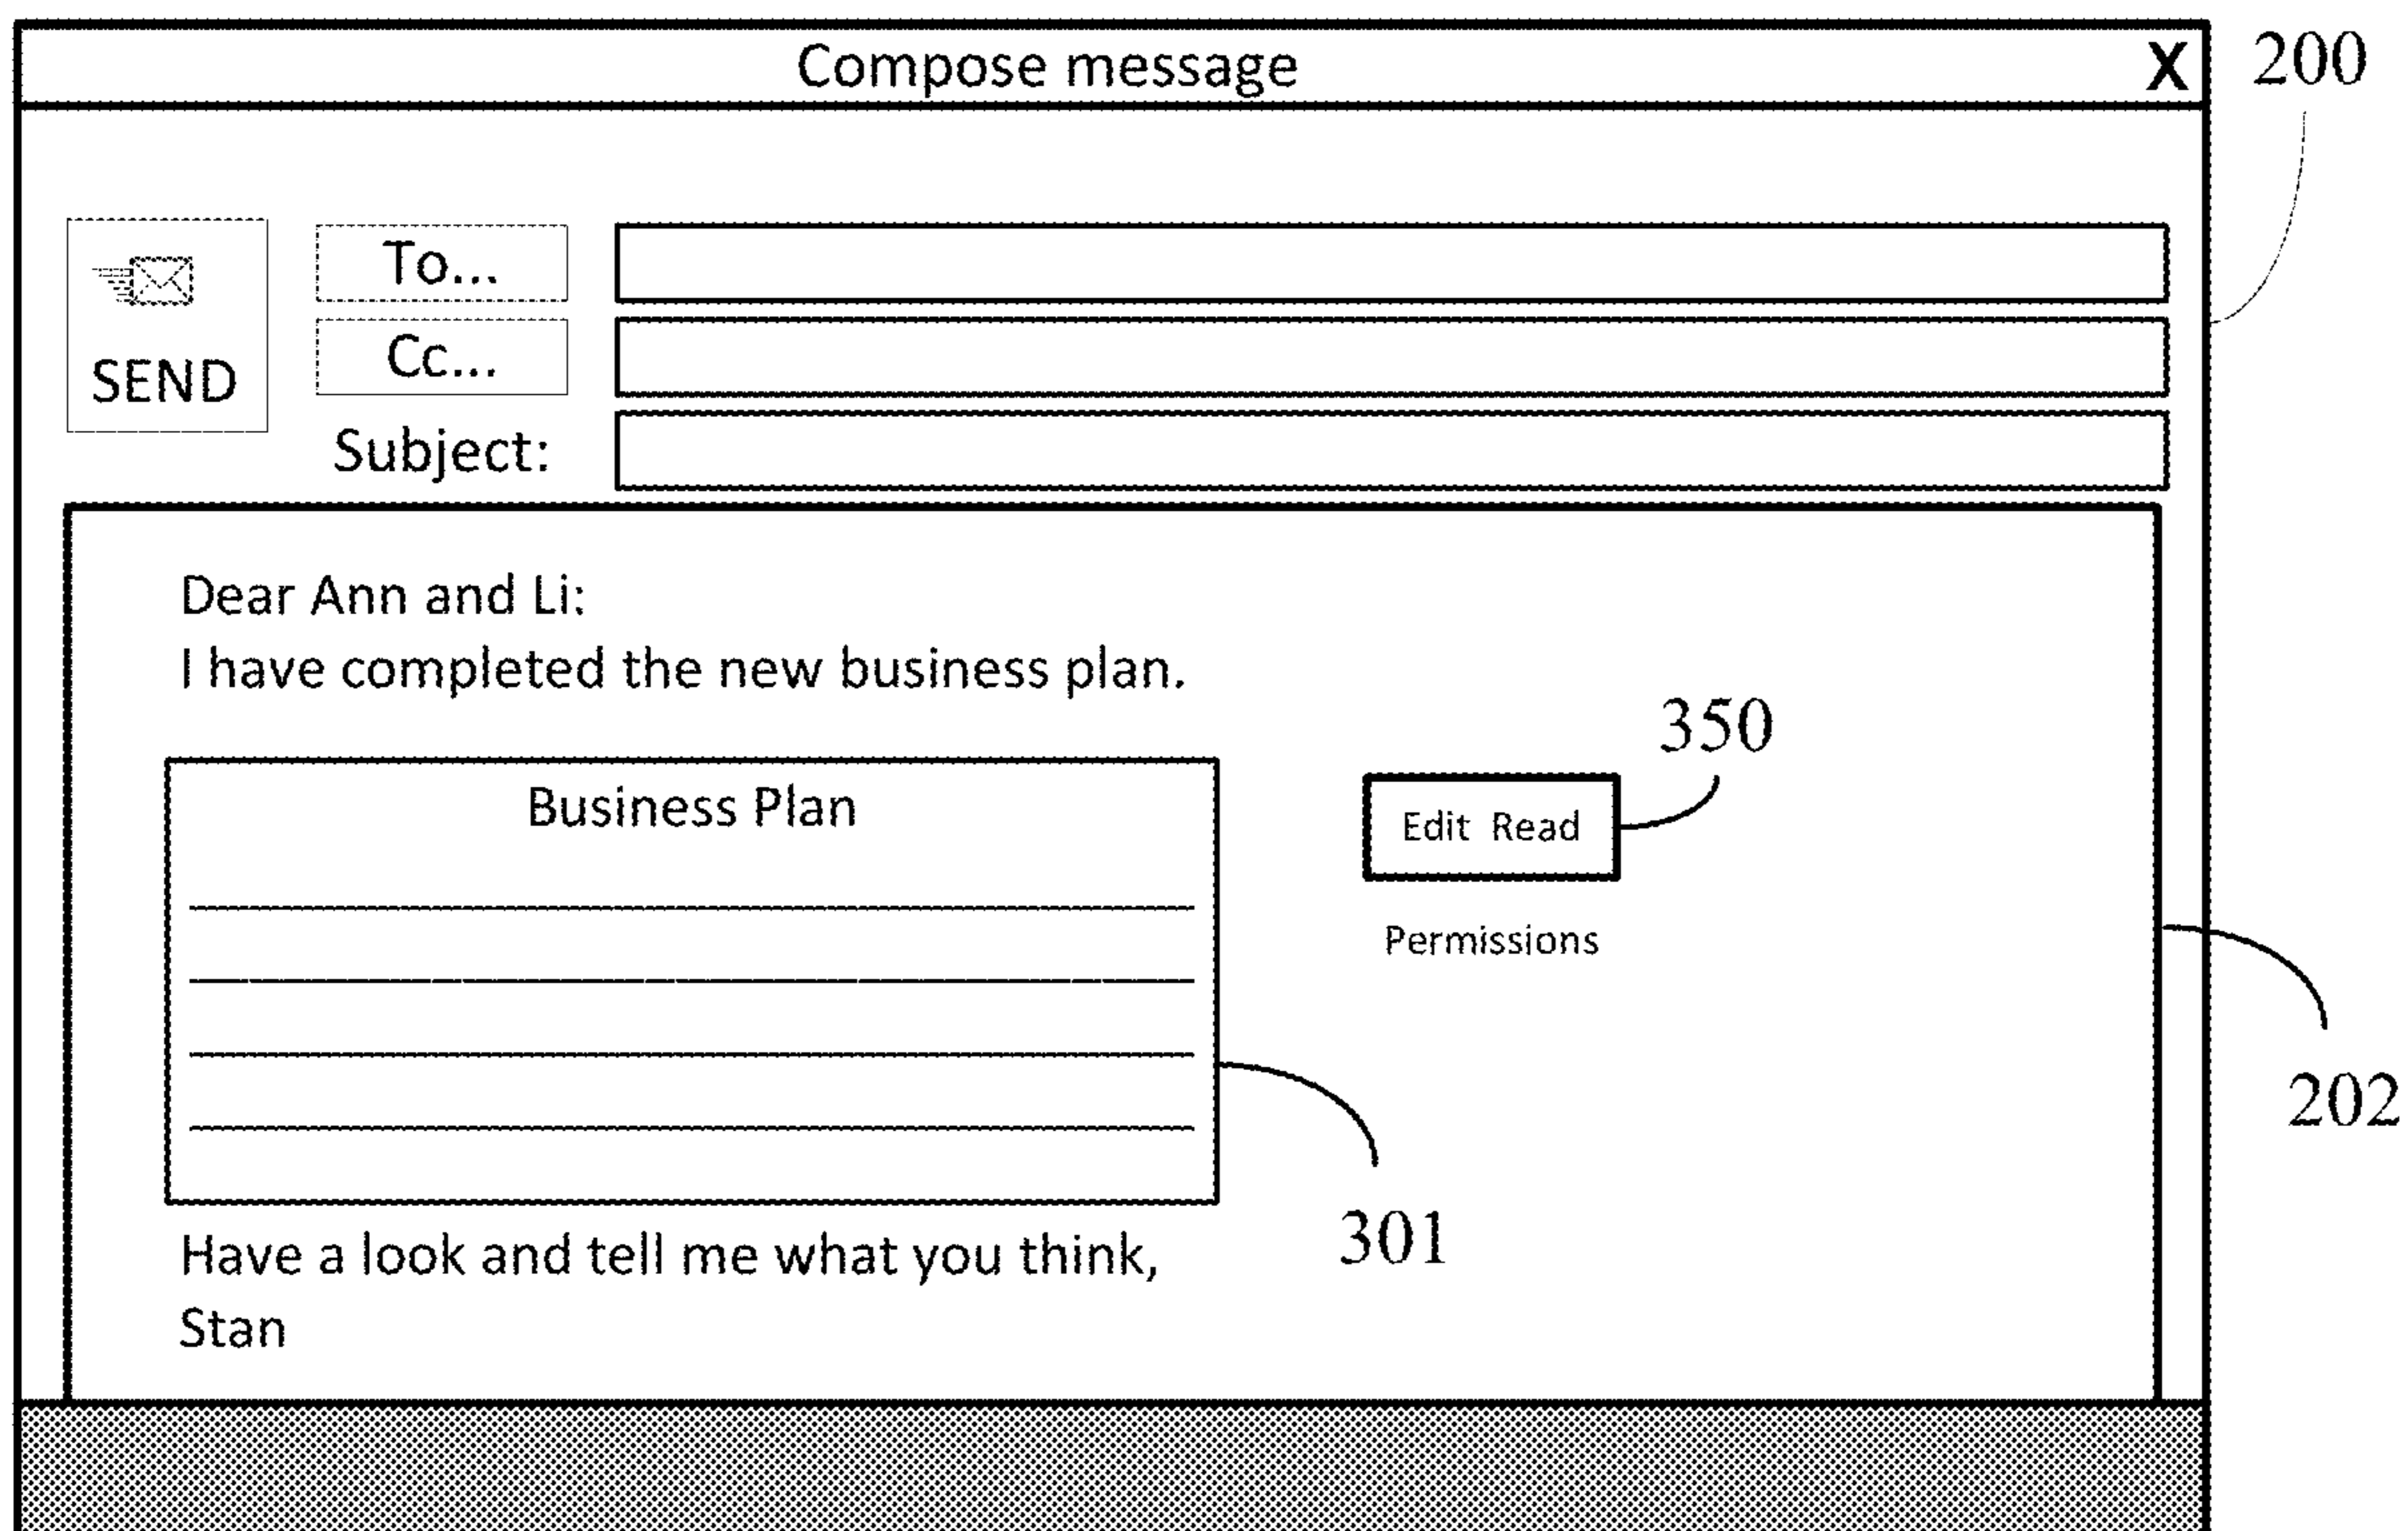 Compose message X
200
To...
Cc...
SEND
Subject:
Dear Ann and Li:
I have completed the new business plan.
350
Business Plan
Edit Read
Permissions
202
301
Have a look and tell me what you think,
Stan